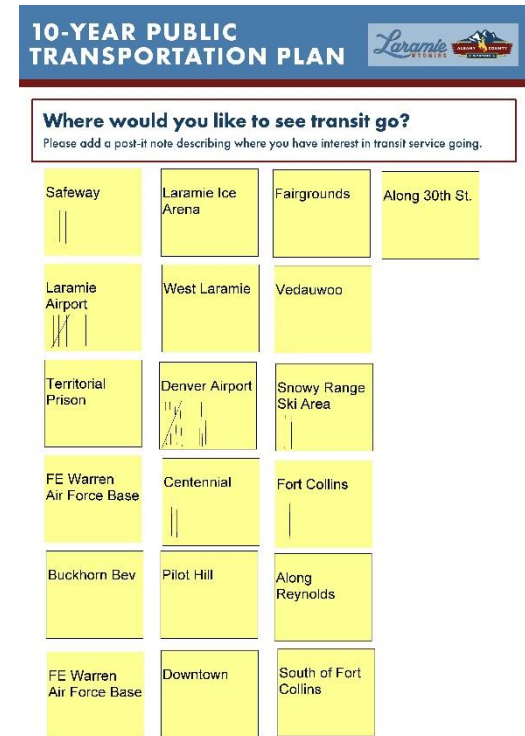 10-YEAR PUBLIC
TRANSPORTATION PLAN
Laramie
WYOMING
ALBANY COUNTY
WYOMING
Where would you like to see transit go?
Please add a post-it note describing where you have interest in transit service going.
Safeway
Laramie Ice
Arena
Fairgrounds
Along 30th St.
Laramie
Airport
West Laramie
Vedauwoo
Territorial
Prison
Denver Airport
Snowy Range
Ski Area
FE Warren
Air Force Base
Centennial
Fort Collins
Buckhorn Bev
Pilot Hill
Along
Reynolds
FE Warren
Air Force Base
Downtown
South of Fort
Collins